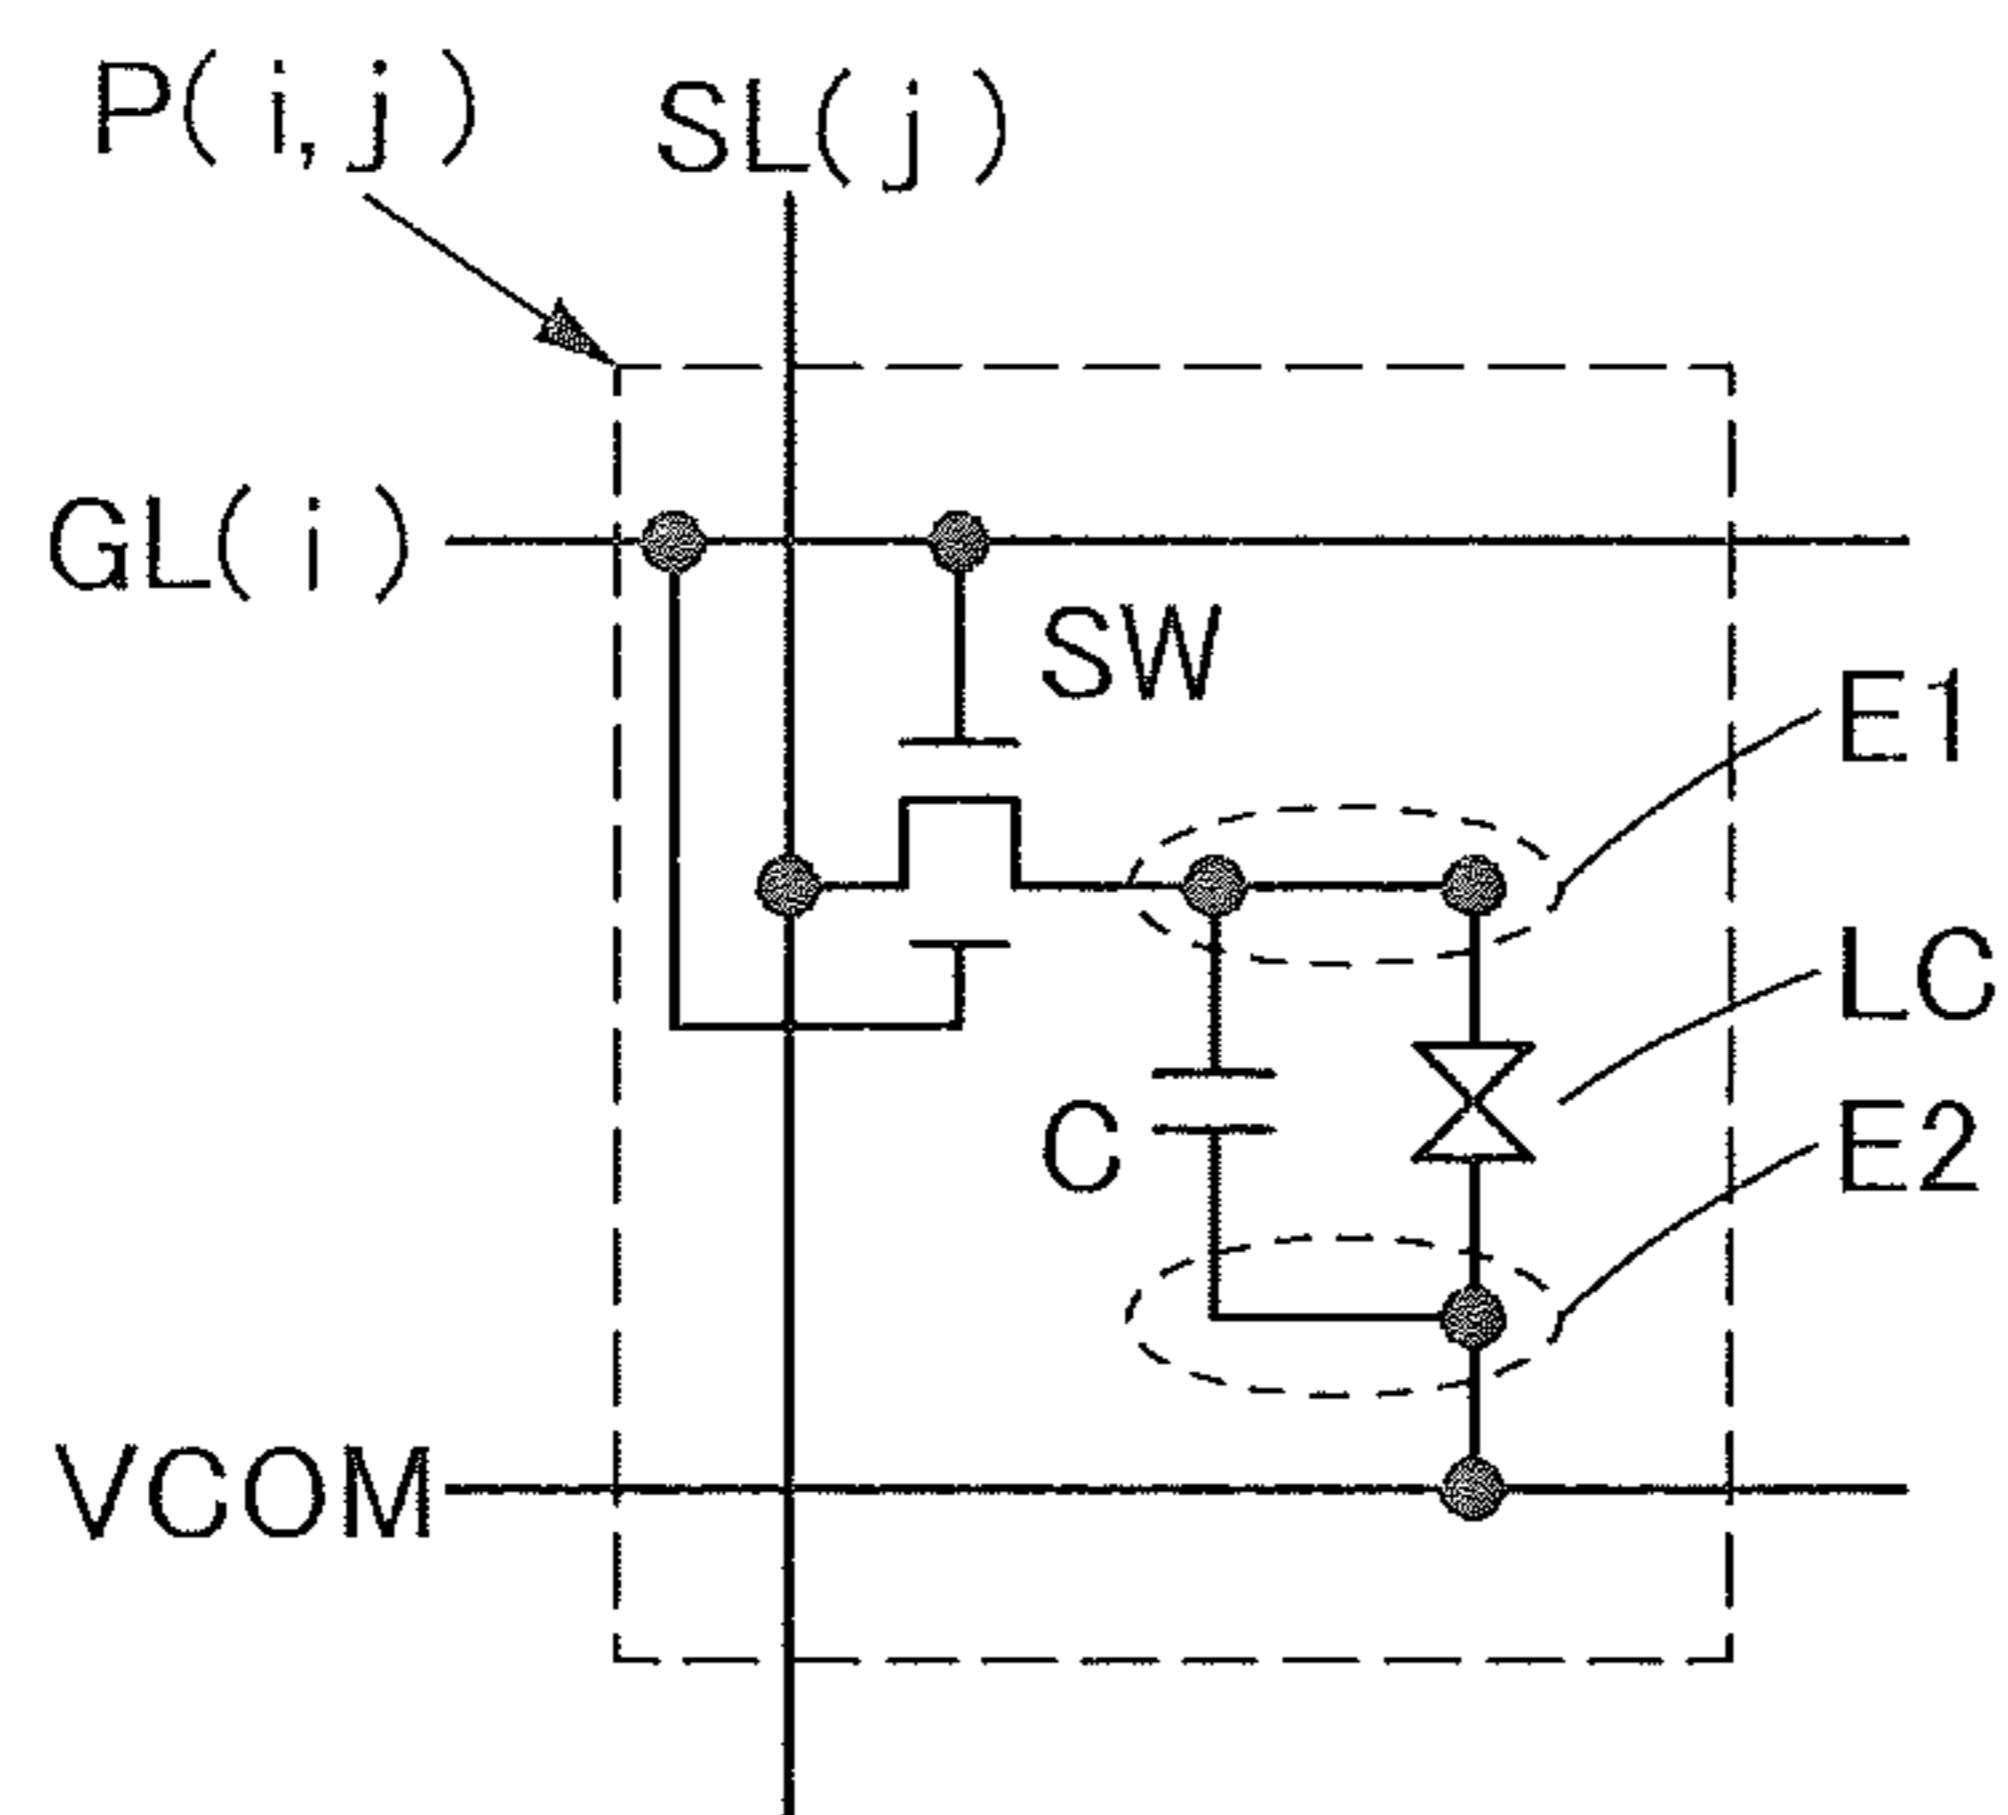 P(i,j)
SL(j)
GL(i)
SW
E1
LC
C
E2
VCOM